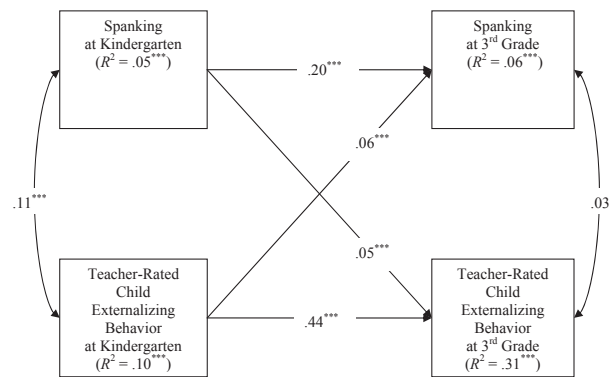 Spanking
at Kindergarten
(R² = .05***)
Spanking
at 3rd Grade
(R² = .06***)
.20***
.06***
.11***
.03
.05***
Teacher-Rated
Child
Externalizing
Behavior
at Kindergarten
(R² = .10***)
.44***
Teacher-Rated
Child
Externalizing
Behavior
at 3rd Grade
(R² = .31***)